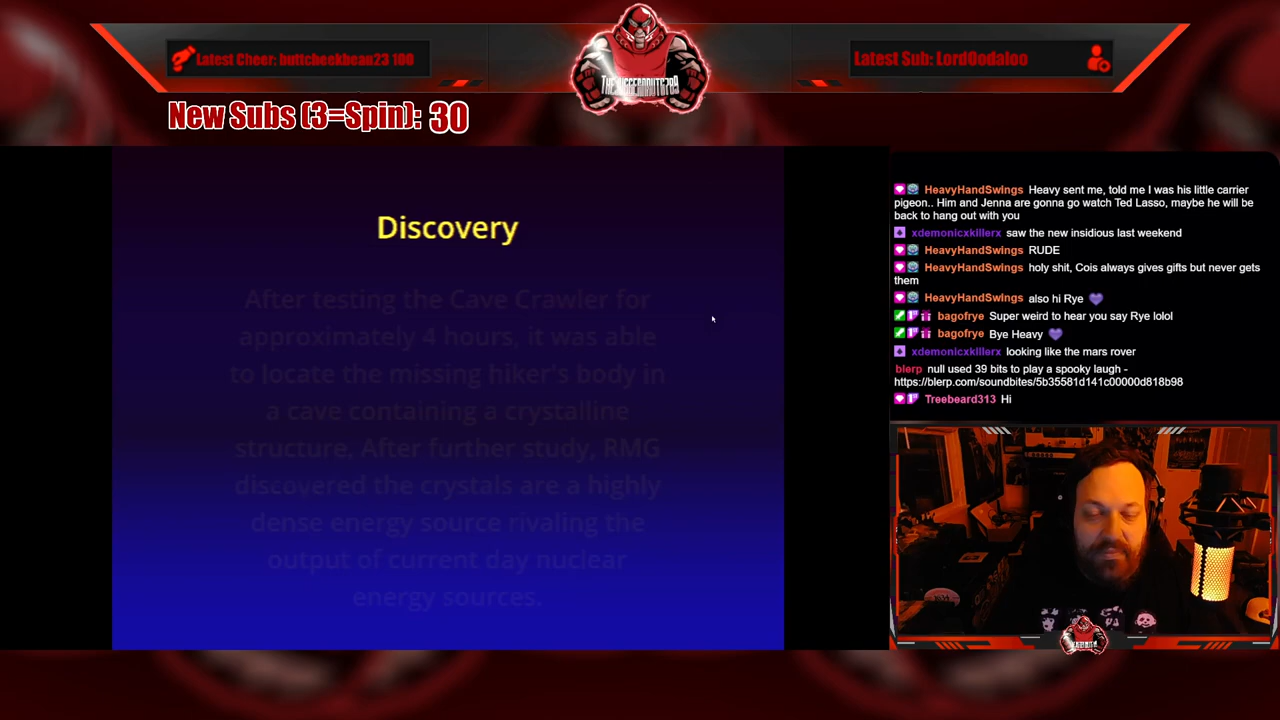 Latest Cheer: buttcheekbeau23 100
THEJUGGERNAUT6789
Latest Sub: LordOodaloo
New Subs (3=Spin): 30
Discovery
After testing the Cave Crawler for
approximately 4 hours, it was able
to locate the missing hiker's body in
a cave containing a crystalline
structure. After further study, RMG
discovered the crystals are a highly
dense energy source rivaling the
output of current day nuclear
energy sources.
HeavyHandSwings Heavy sent me, told me I was his little carrier
pigeon.. Him and Jenna are gonna go watch Ted Lasso, maybe he will be
back to hang out with you
xdemonicxkillerx saw the new insidious last weekend
HeavyHandSwings RUDE
HeavyHandSwings holy shit, Cois always gives gifts but never gets
them
HeavyHandSwings also hi Rye
bagofrye Super weird to hear you say Rye lolol
bagofrye Bye Heavy
xdemonicxkillerx looking like the mars rover
blerp null used 39 bits to play a spooky laugh -
https://blerp.com/soundbites/5b35581d141c00000d818b98
Treebeard313 Hi